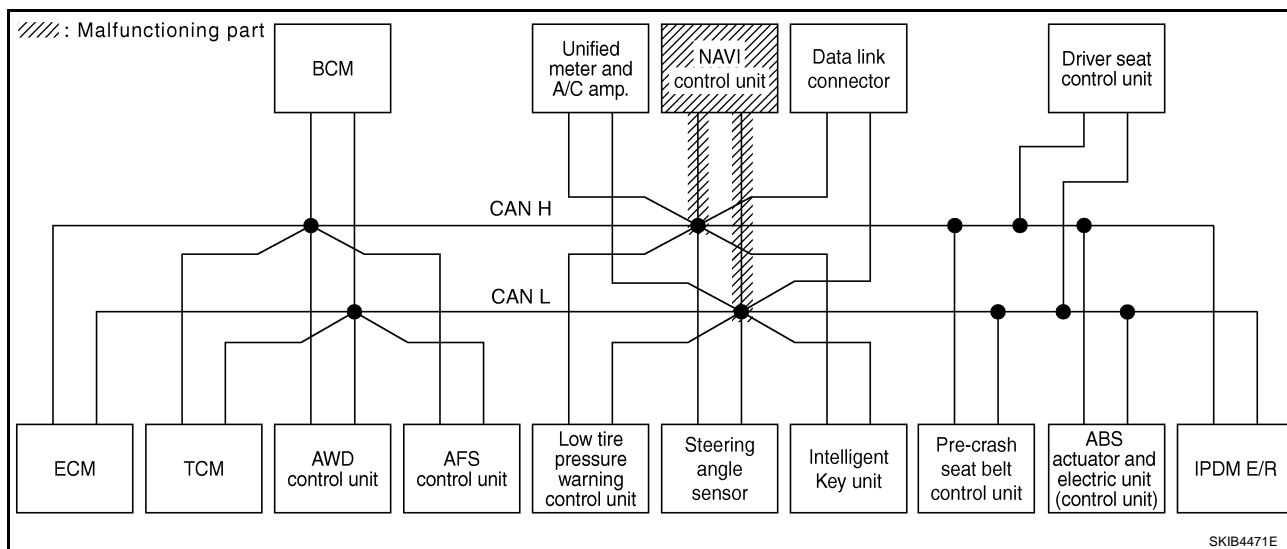 : Malfunctioning part
BCM
Unified
meter and
A/C amp.
NAVI
control unit
Data link
connector
Driver seat
control unit
CAN H
CAN L
ECM
TCM
AWD
control unit
AFS
control unit
Low tire
pressure
warning
control unit
Steering
angle
sensor
Intelligent
Key unit
Pre-crash
seat belt
control unit
ABS
actuator and
electric unit
(control unit)
IPDM E/R
SKIB4471E